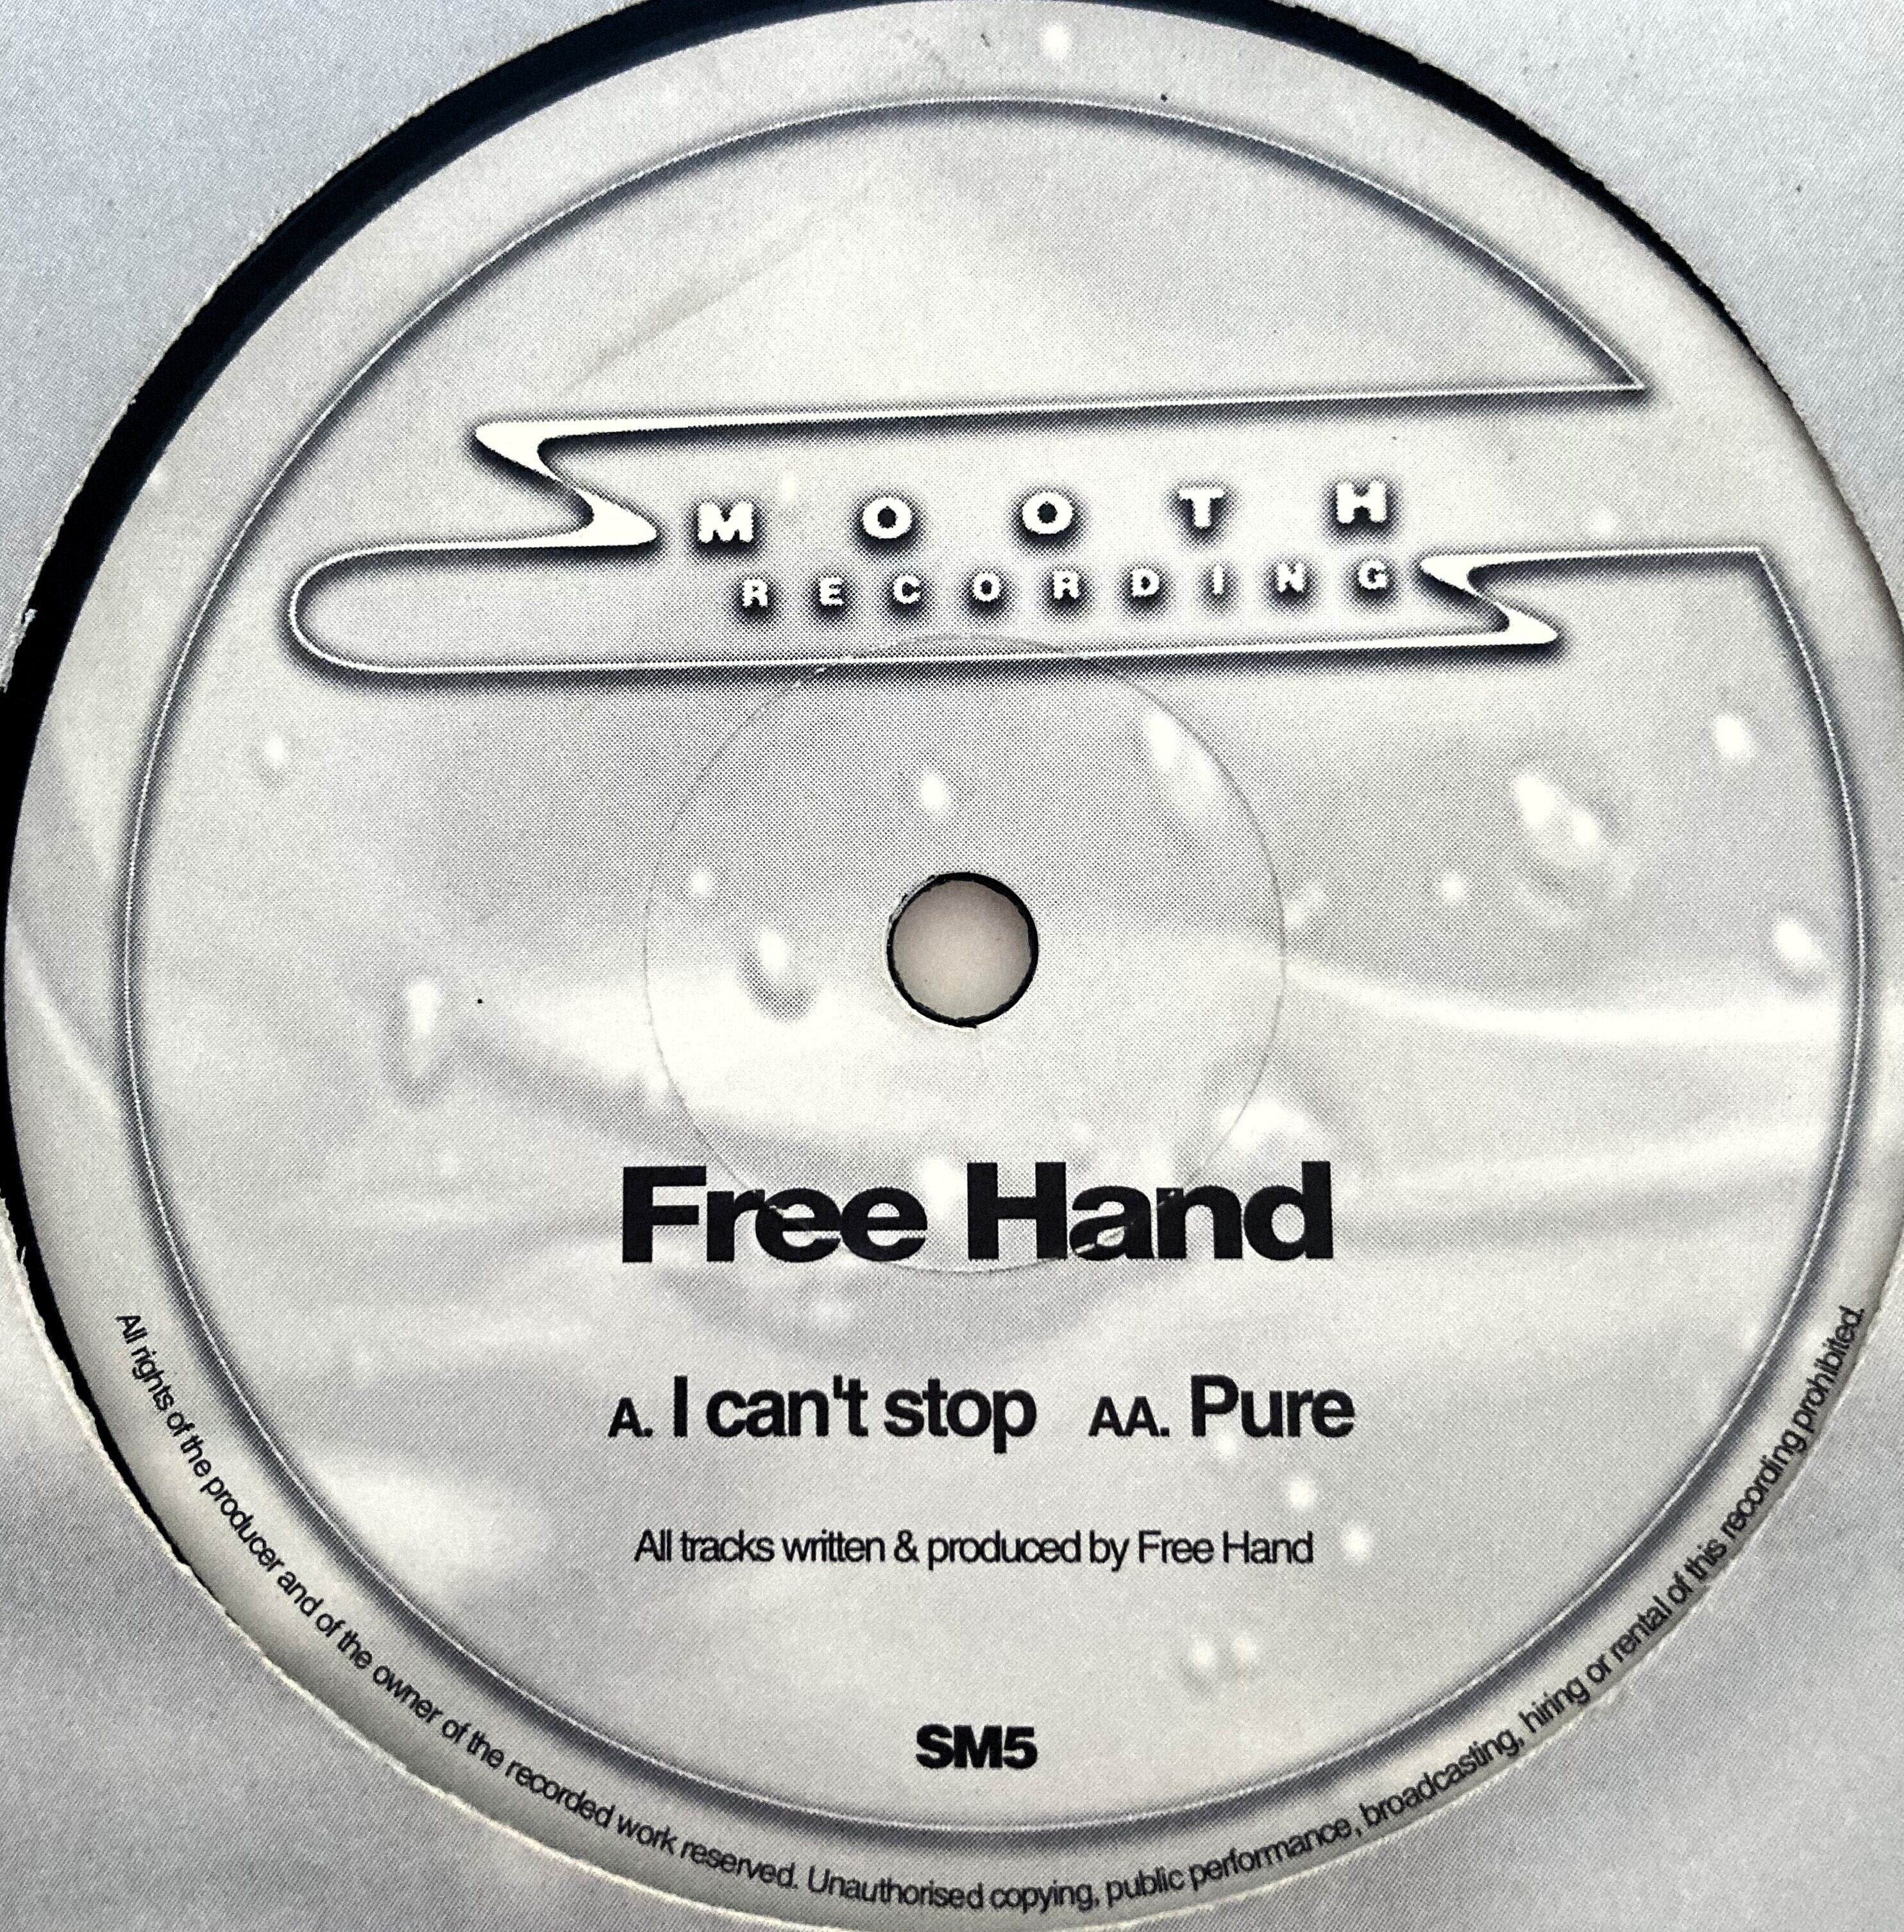 SMOOTH
RECORDINGS
Free Hand
A. I can't stop AA. Pure
All tracks written & produced by Free Hand
SM5
All rights of the producer and of the owner of the recorded work reserved. Unauthorised copying, public performance, broadcasting, hiring or rental of this recording prohibited.